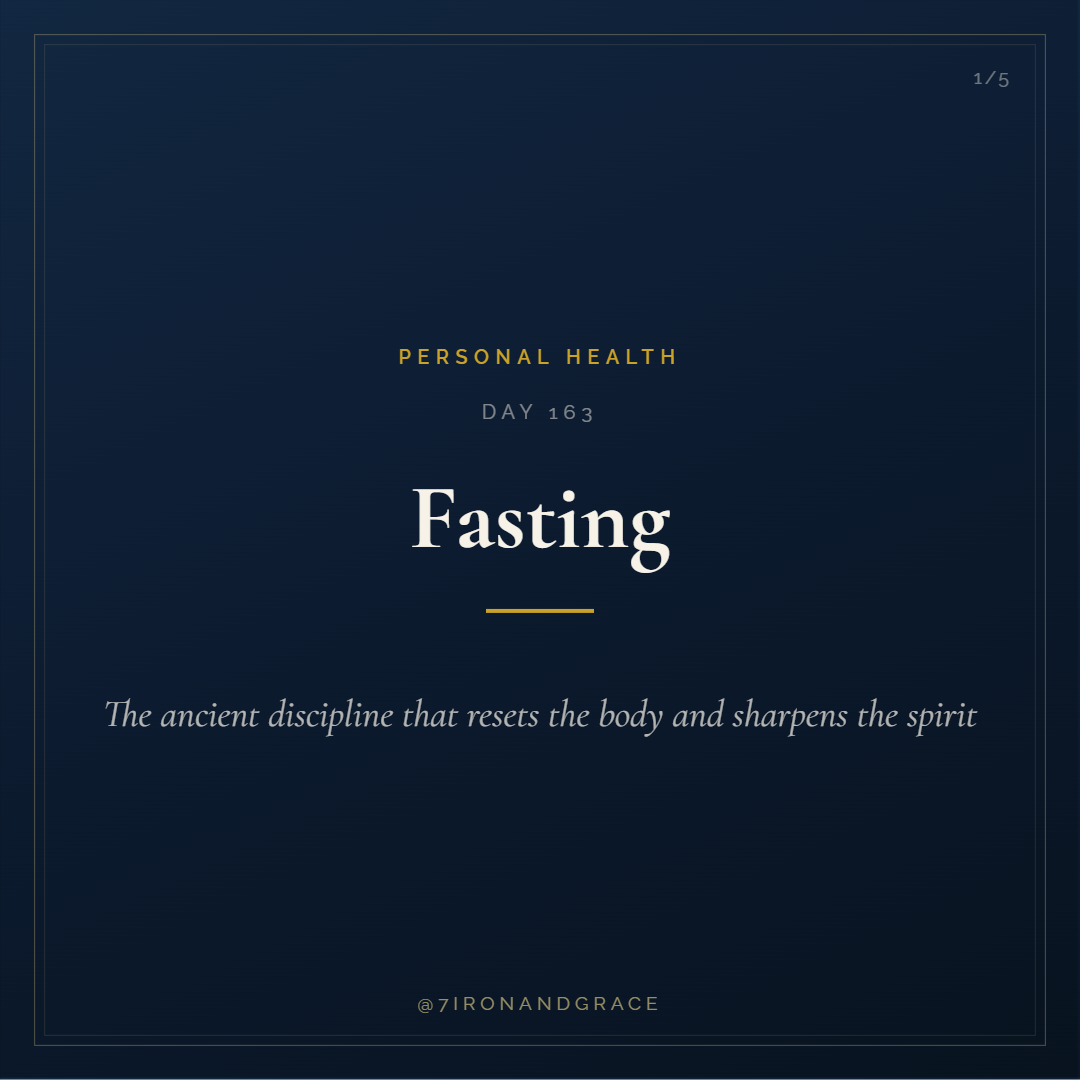 1/5
PERSONAL HEALTH
DAY 163
Fasting
The ancient discipline that resets the body and sharpens the spirit
@7IRONANDGRACE